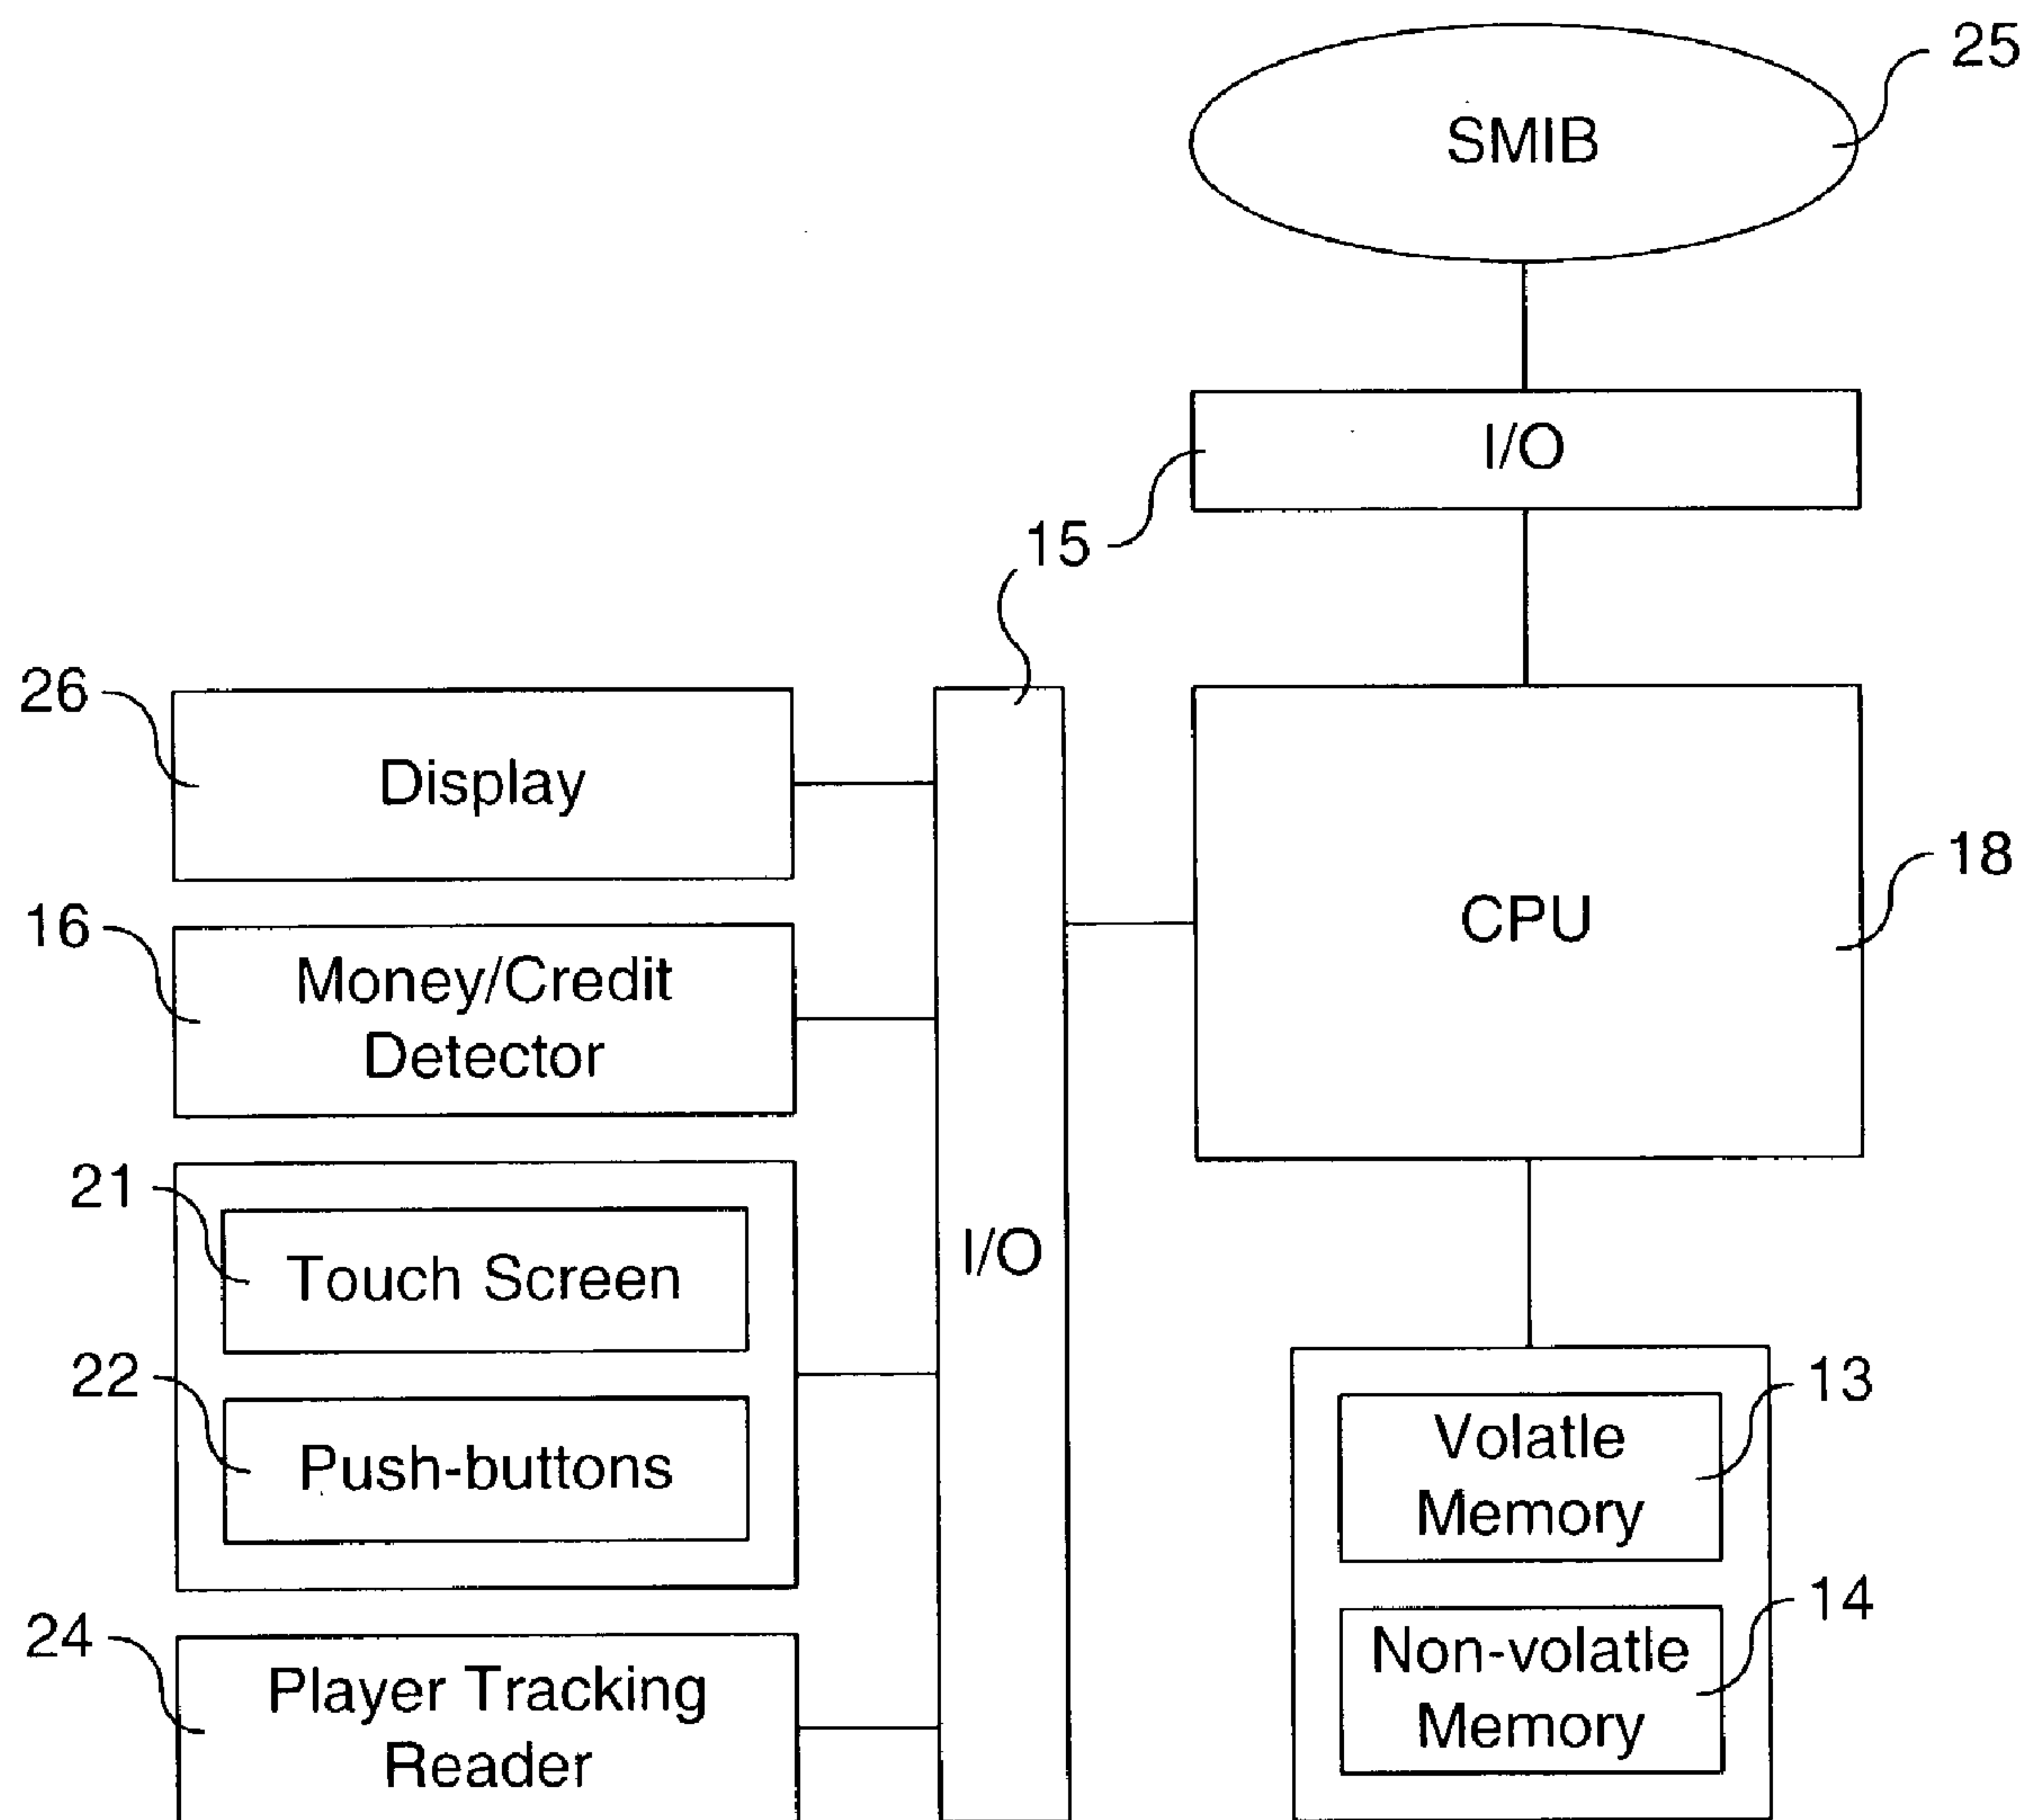 25
SMIB
I/O
15
26
Display
18
CPU
16
Money/Credit
Detector
21
Touch Screen
I/O
22
Push-buttons
13
Volatle
Memory
14
Non-volatle
Memory
24
Player Tracking
Reader